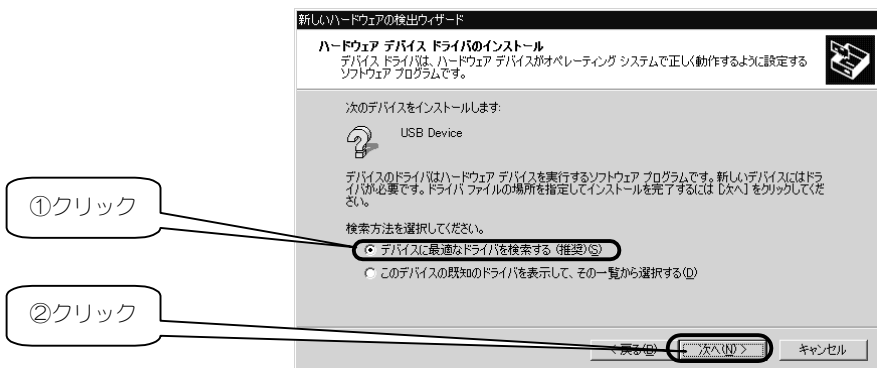 新しいハードウェアの検出ウィザード
ハードウェア デバイス ドライバのインストール
デバイス ドライバは、ハードウェア デバイスがオペレーティング システムで正しく動作するように設定する
ソフトウェア プログラムです。
次のデバイスをインストールします:
USB Device
デバイスのドライバはハードウェア デバイスを実行するソフトウェア プログラムです。新しいデバイスにはドラ
イバが必要です。ドライバ ファイルの場所を指定してインストールを完了するには [次へ] をクリックしてくだ
さい。
①クリック
検索方法を選択してください。
デバイスに最適なドライバを検索する (推奨)(S)
このデバイスの既知のドライバを表示して、その一覧から選択する(D)
②クリック
< 戻る(B) 次へ(N) > キャンセル